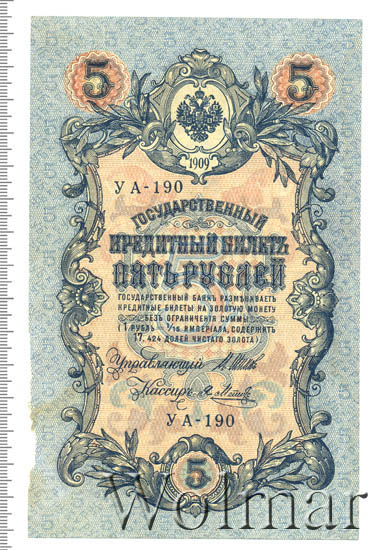 5 5
1909
УА-190
ГОСУДАРСТВЕННЫЙ
КРЕДИТНЫЙ БИЛЕТЪ
ПЯТЬ РУБЛЕЙ
ГОСУДАРСТВЕННЫЙ БАНКЪ РАЗМѢНИВАЕТЪ
КРЕДИТНЫЕ БИЛЕТЫ НА ЗОЛОТУЮ МОНЕТУ
БЕЗЪ ОГРАНИЧЕНІЯ СУММЫ
(1 РУБЛЬ = 1/15 ИМПЕРІАЛА, СОДЕРЖИТЪ
17,424 ДОЛЕЙ ЧИСТАГО ЗОЛОТА)
Управляющій
Кассиръ
УА-190
5
Wolmar